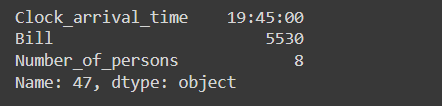 Clock_arrival_time    19:45:00
Bill                      5530
Number_of_persons            8
Name: 47, dtype: object